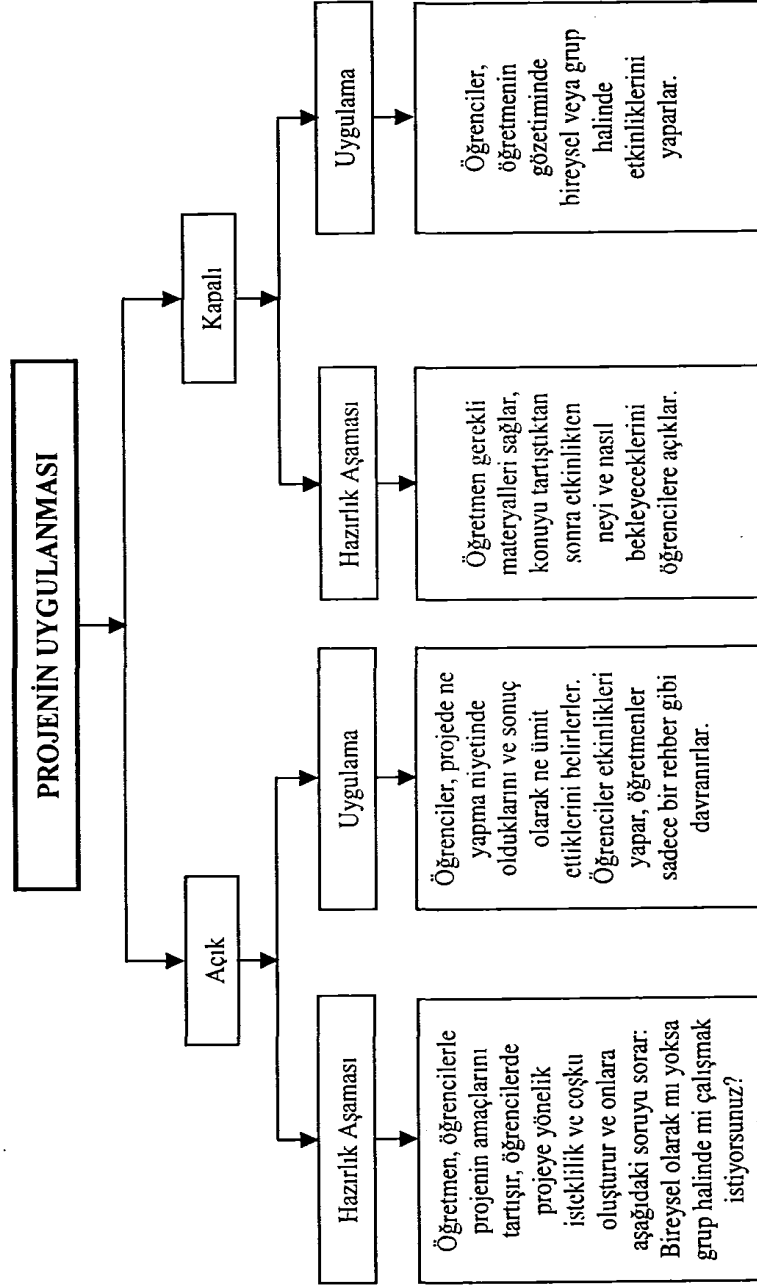 PROJENİN UYGULANMASI
Açık
Kapalı
Hazırlık Aşaması
Uygulama
Hazırlık Aşaması
Uygulama
Öğretmen, öğrencilerle
projenin amaçlarını
tartışır, öğrencilerde
projeye yönelik
isteklilik ve coşku
oluşturur ve onlara
aşağıdaki soruyu sorar:
Bireysel olarak mı yoksa
grup halinde mi çalışmak
istiyorsunuz?
Öğrenciler, projede ne
yapma niyetinde
olduklarını ve sonuç
olarak ne ümit
ettiklerini belirlerler.
Öğrenciler etkinlikleri
yapar, öğretmenler
sadece bir rehber gibi
davranırlar.
Öğretmen gerekli
materyalleri sağlar,
konuyu tartıştıktan
sonra etkinlikten
neyi ve nasıl
bekleyeceklerini
öğrencilere açıklar.
Öğrenciler,
öğretmenin
gözetiminde
bireysel veya grup
halinde
etkinliklerini
yaparlar.